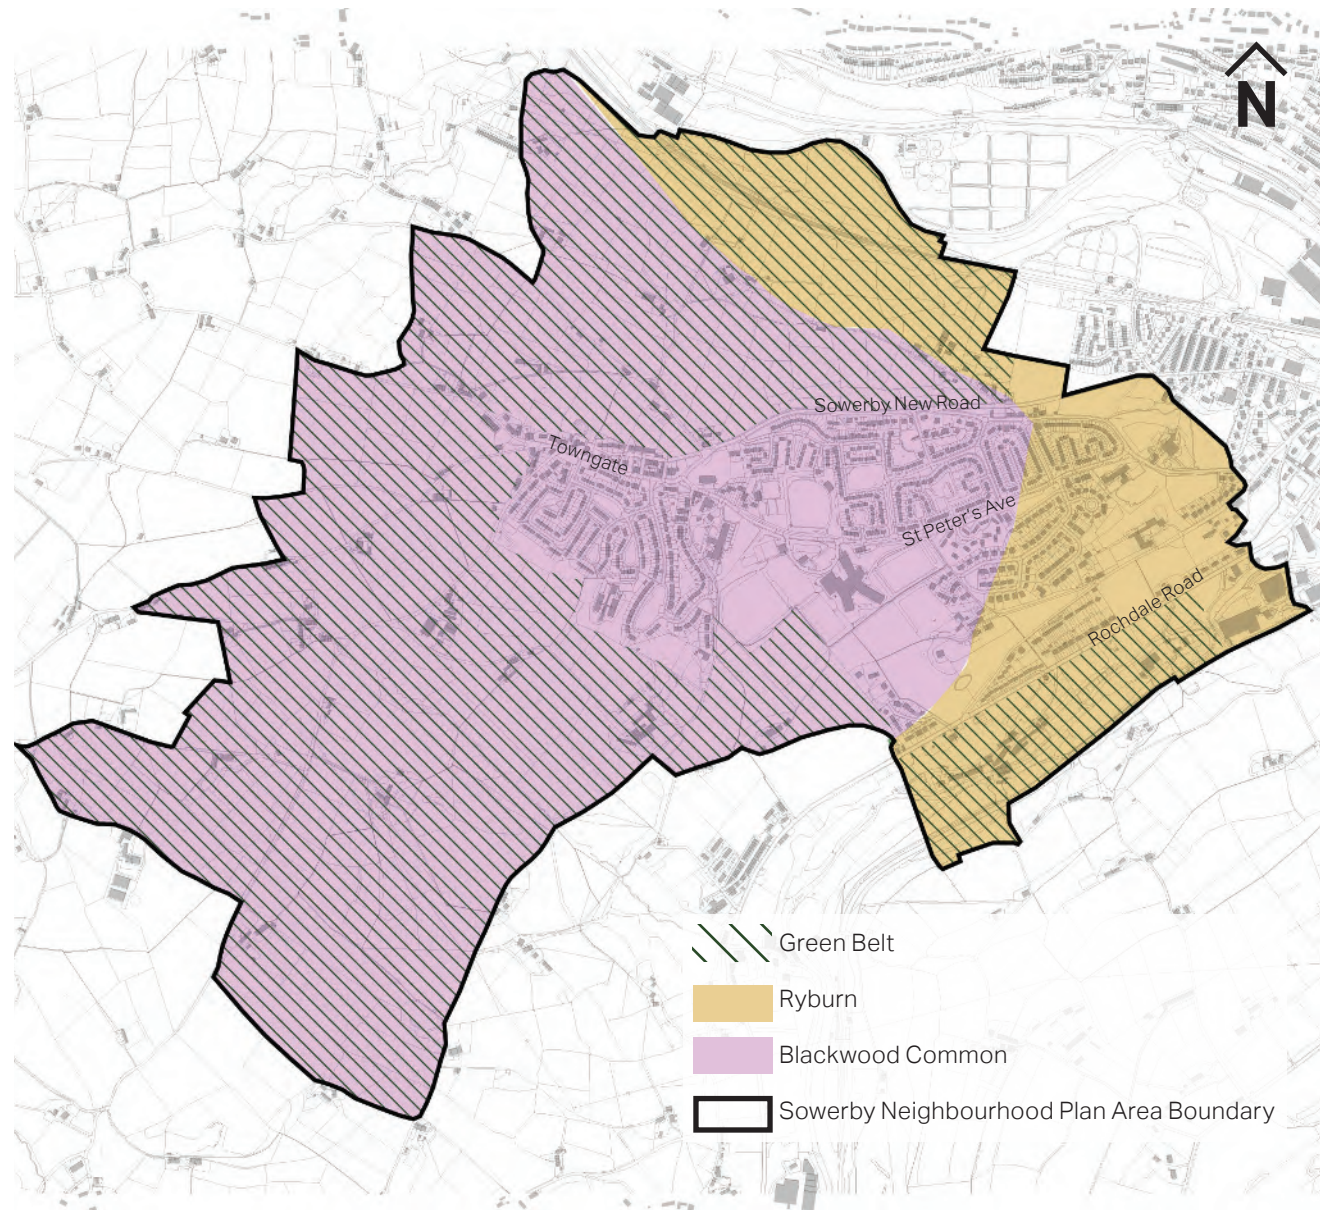 N
Sowerby New Road
Towngate
St Peter's Ave
Rochdale Road
Green Belt
Ryburn
Blackwood Common
Sowerby Neighbourhood Plan Area Boundary